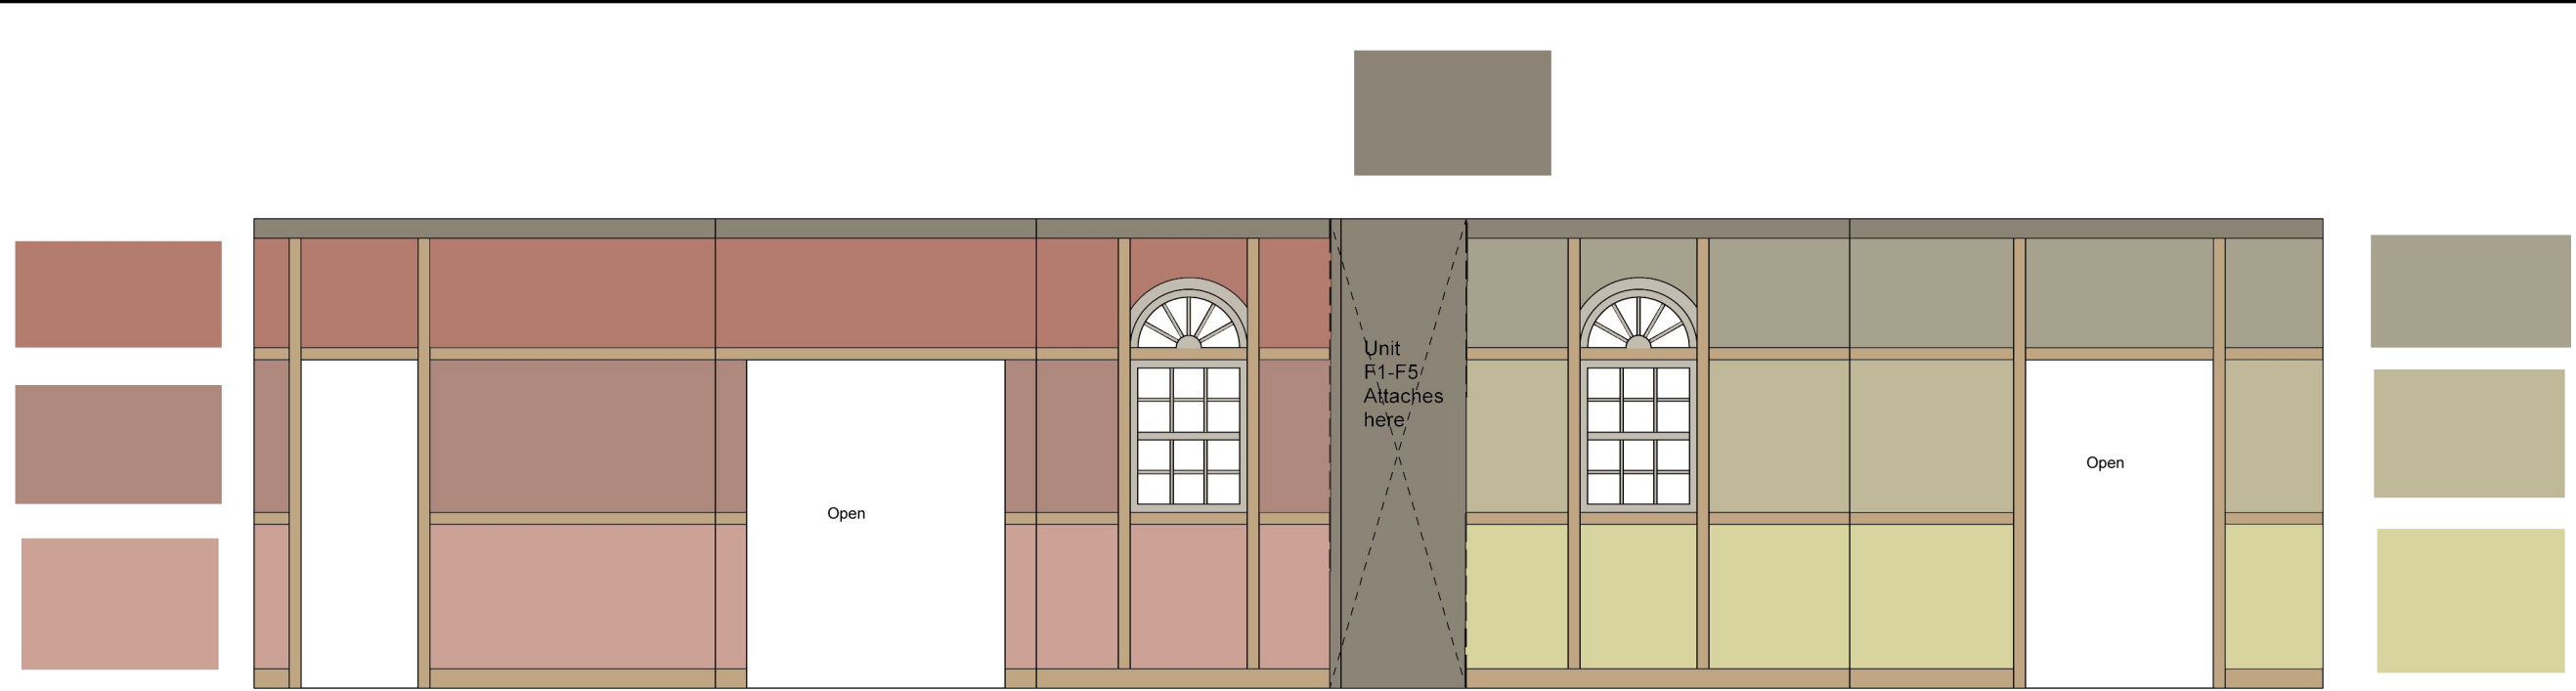 Unit
F1-F5
Attaches
here
Open
Open